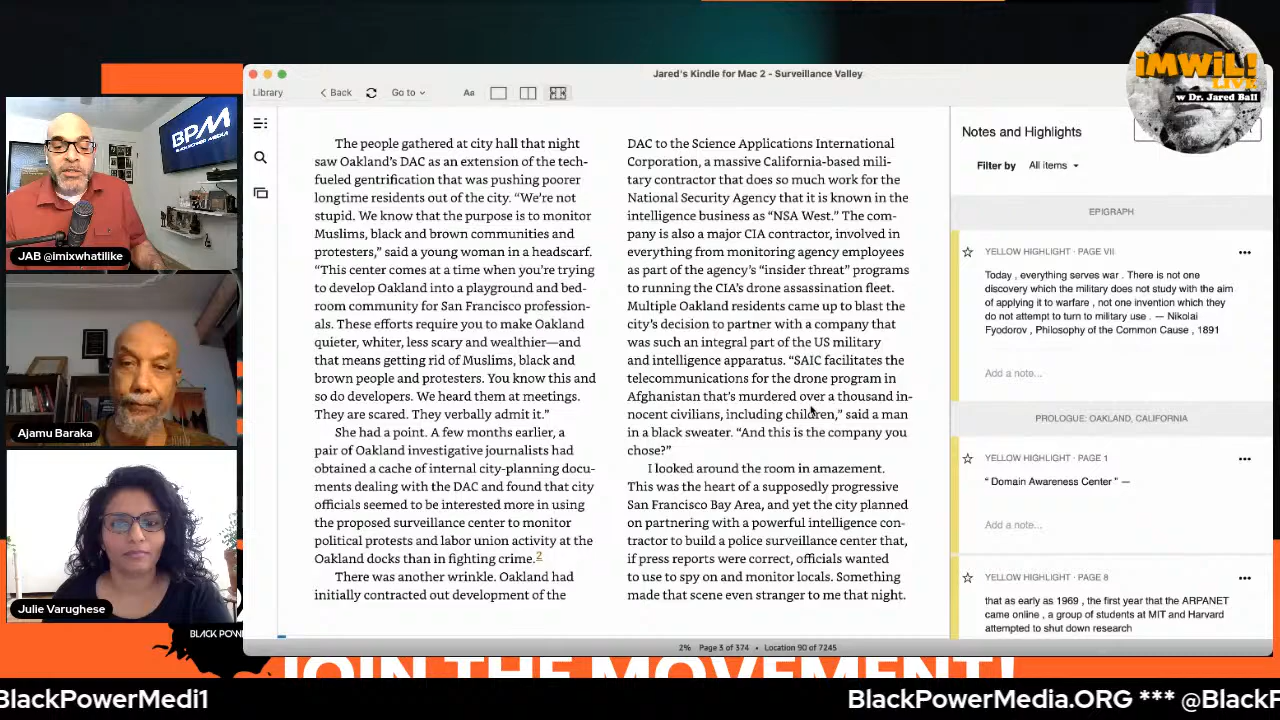 Jared's Kindle for Mac 2 - Surveillance Valley
Library
Back
Go to
Aa
The people gathered at city hall that night
saw Oakland's DAC as an extension of the tech-
fueled gentrification that was pushing poorer
longtime residents out of the city. “We're not
stupid. We know that the purpose is to monitor
Muslims, black and brown communities and
protesters,” said a young woman in a headscarf.
“This center comes at a time when you're trying
to develop Oakland into a playground and bed-
room community for San Francisco profession-
als. These efforts require you to make Oakland
quieter, whiter, less scary and wealthier—and
that means getting rid of Muslims, black and
brown people and protesters. You know this and
so do developers. We heard them at meetings.
They are scared. They verbally admit it.”
She had a point. A few months earlier, a
pair of Oakland investigative journalists had
obtained a cache of internal city-planning docu-
ments dealing with the DAC and found that city
officials seemed to be interested more in using
the proposed surveillance center to monitor
political protests and labor union activity at the
Oakland docks than in fighting crime.2
There was another wrinkle. Oakland had
initially contracted out development of the
DAC to the Science Applications International
Corporation, a massive California-based mili-
tary contractor that does so much work for the
National Security Agency that it is known in the
intelligence business as “NSA West.” The com-
pany is also a major CIA contractor, involved in
everything from monitoring agency employees
as part of the agency's “insider threat” programs
to running the CIA's drone assassination fleet.
Multiple Oakland residents came up to blast the
city's decision to partner with a company that
was such an integral part of the US military
and intelligence apparatus. “SAIC facilitates the
telecommunications for the drone program in
Afghanistan that's murdered over a thousand in-
nocent civilians, including children,” said a man
in a black sweater. “And this is the company you
chose?”
I looked around the room in amazement.
This was the heart of a supposedly progressive
San Francisco Bay Area, and yet the city planned
on partnering with a powerful intelligence con-
tractor to build a police surveillance center that,
if press reports were correct, officials wanted
to use to spy on and monitor locals. Something
made that scene even stranger to me that night.
Notes and Highlights
Filter by All items
EPIGRAPH
YELLOW HIGHLIGHT · PAGE VII
Today , everything serves war . There is not one
discovery which the military does not study with the aim
of applying it to warfare , not one invention which they
do not attempt to turn to military use . — Nikolai
Fyodorov , Philosophy of the Common Cause , 1891
Add a note...
PROLOGUE: OAKLAND, CALIFORNIA
YELLOW HIGHLIGHT · PAGE 1
“ Domain Awareness Center ” —
Add a note...
YELLOW HIGHLIGHT · PAGE 8
that as early as 1969 , the first year that the ARPANET
came online , a group of students at MIT and Harvard
attempted to shut down research
2% Page 3 of 374 • Location 90 of 7245
iMWiL!
LIVE
w Dr. Jared Ball
BPM
BLACK POWER MEDIA
JAB @imixwhatilike
Ajamu Baraka
Julie Varughese
BLACK POWE
JOIN THE MOVEMENT!
BlackPowerMedi1
BlackPowerMedia.ORG *** @BlackP